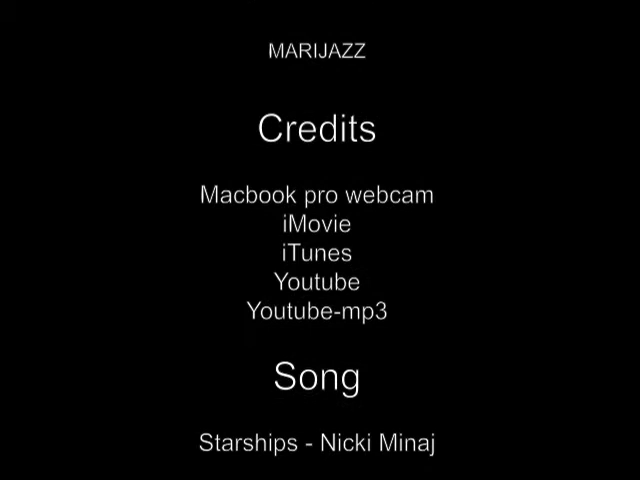 MARIJAZZ
Credits
Macbook pro webcam
iMovie
iTunes
Youtube
Youtube-mp3
Song
Starships - Nicki Minaj